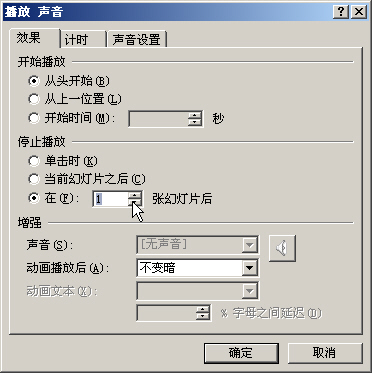 播放 声音
效果 计时 声音设置
开始播放
从头开始(B)
从上一位置(L)
开始时间(M): 秒
停止播放
单击时(K)
当前幻灯片之后(C)
在(F): 1 张幻灯片后
增强
声音(S): [无声音]
动画播放后(A): 不变暗
动画文本(X):
% 字母之间延迟(D)
确定 取消